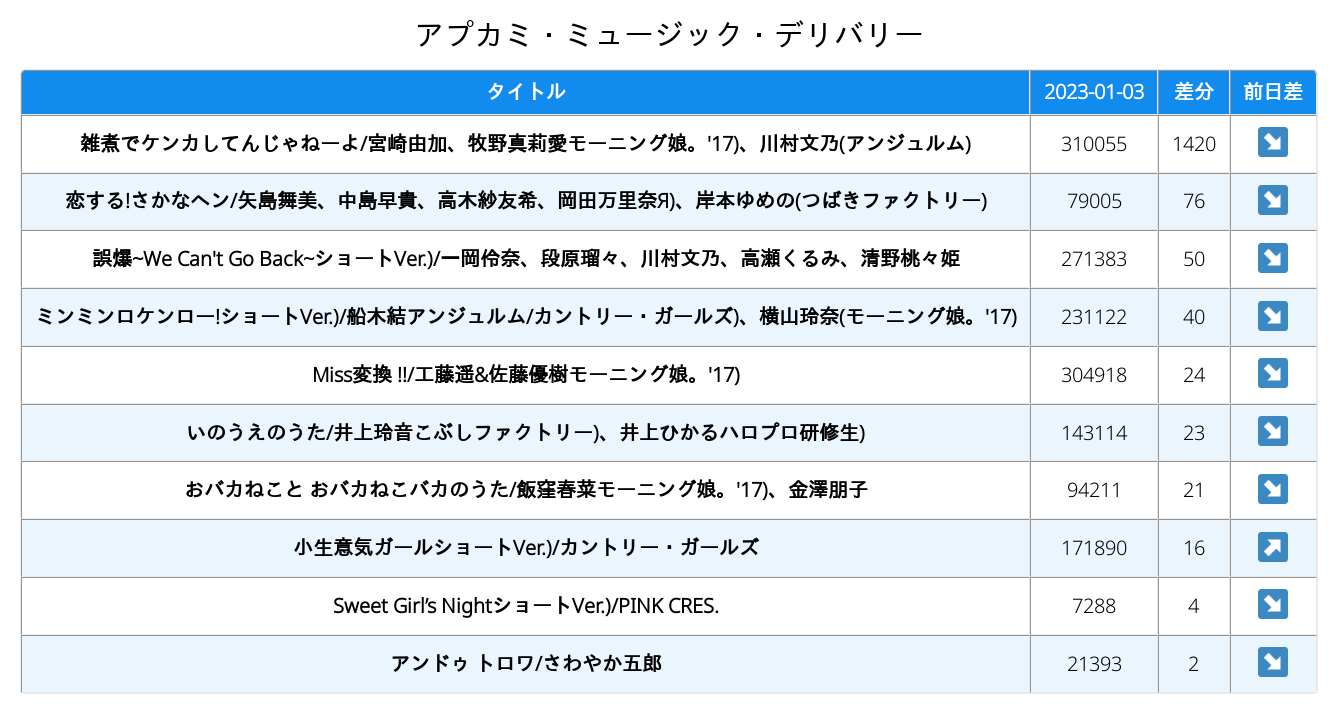 アプカミ・ミュージック・デリバリー
タイトル 2023-01-03 差分 前日差
雑煮でケンカしてんじゃねーよ/宮崎由加、牧野真莉愛モーニング娘。'17)、川村文乃(アンジュルム) 310055 1420 ↘
恋する!さかなヘン/矢島舞美、中島早貴、高木紗友希、岡田万里奈Я)、岸本ゆめの(つばきファクトリー) 79005 76 ↘
誤爆~We Can't Go Back~ショートVer.)/一岡伶奈、段原瑠々、川村文乃、高瀬くるみ、清野桃々姫 271383 50 ↘
ミンミンロケンロー!ショートVer.)/船木結アンジュルム/カントリー・ガールズ)、横山玲奈(モーニング娘。'17) 231122 40 ↘
Miss変換 !!/工藤遥&佐藤優樹モーニング娘。'17) 304918 24 ↘
いのうえのうた/井上玲音こぶしファクトリー)、井上ひかるハロプロ研修生) 143114 23 ↘
おバカねこと おバカねこバカのうた/飯窪春菜モーニング娘。'17)、金澤朋子 94211 21 ↘
小生意気ガールショートVer.)/カントリー・ガールズ 171890 16 ↗
Sweet Girl’s NightショートVer.)/PINK CRES. 7288 4 ↘
アンドゥ トロワ/さわやか五郎 21393 2 ↘